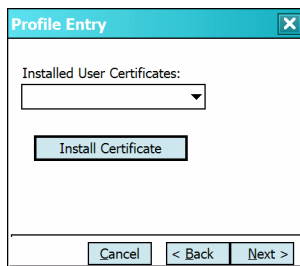 Profile Entry
Installed User Certificates:
Install Certificate
Cancel < Back Next >